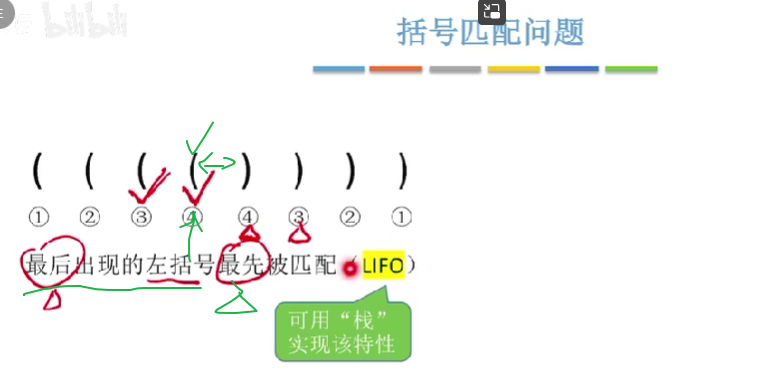 bilibili
括号匹配问题
( ( ( ( ) ) ) )
① ② ③ ④ ④ ③ ② ①
最后出现的左括号最先被匹配（LIFO）
可用“栈”
实现该特性